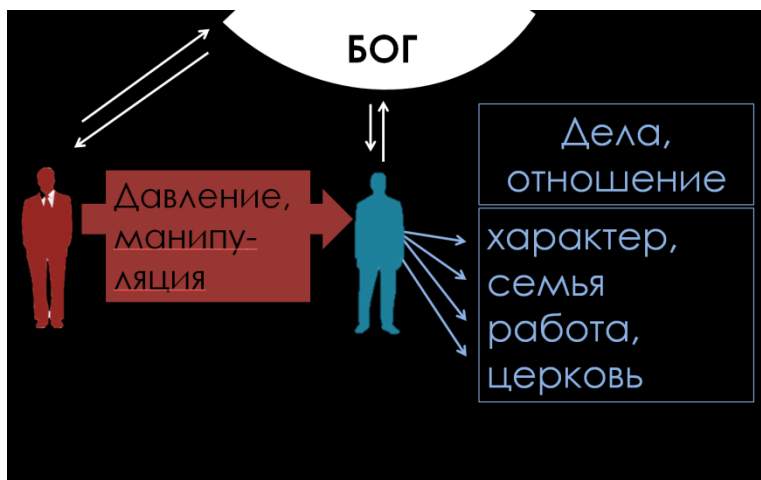 БОГ
Дела,
отношение
Давление,
манипу-
ляция
характер,
семья
работа,
церковь